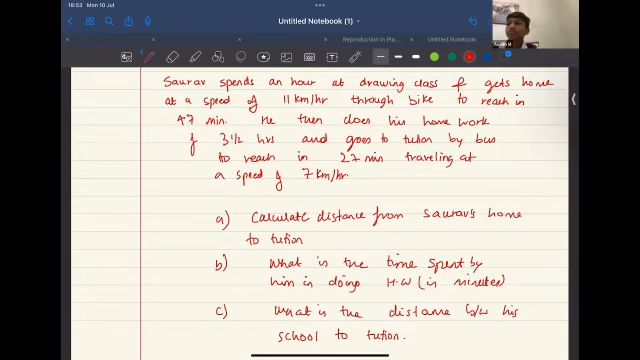 18:53 Mon 10 Jul
Untitled Notebook (1)
Reproduction In Pla
Untitled Notebook
Saurav spends an hour at drawing class & gets home
at a speed of 11 km/hr through bike to reach in
47 min. He then does his home work
of 3 1/2 hrs and goes to tution by bus
to reach in 27 min traveling at
a speed of 7 km/hr.
a) Calculate distance from Saurav's home
to tution
b) What is the time spent by
him in doing H.W (in minutes)
c) What is the distance b/w his
school to tution.